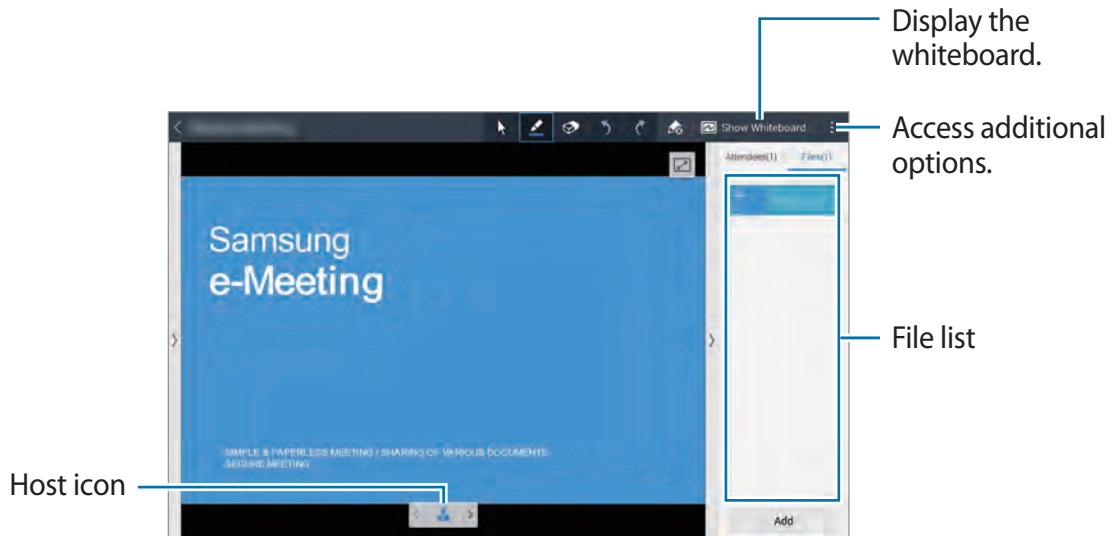 Display the
whiteboard.
Show Whiteboard
Access additional
options.
Attendees(1) Files(1)
Samsung
e-Meeting
File list
SIMPLE & PAPERLESS MEETING / SHARING OF VARIOUS DOCUMENTS
SECURE MEETING
Host icon
Add